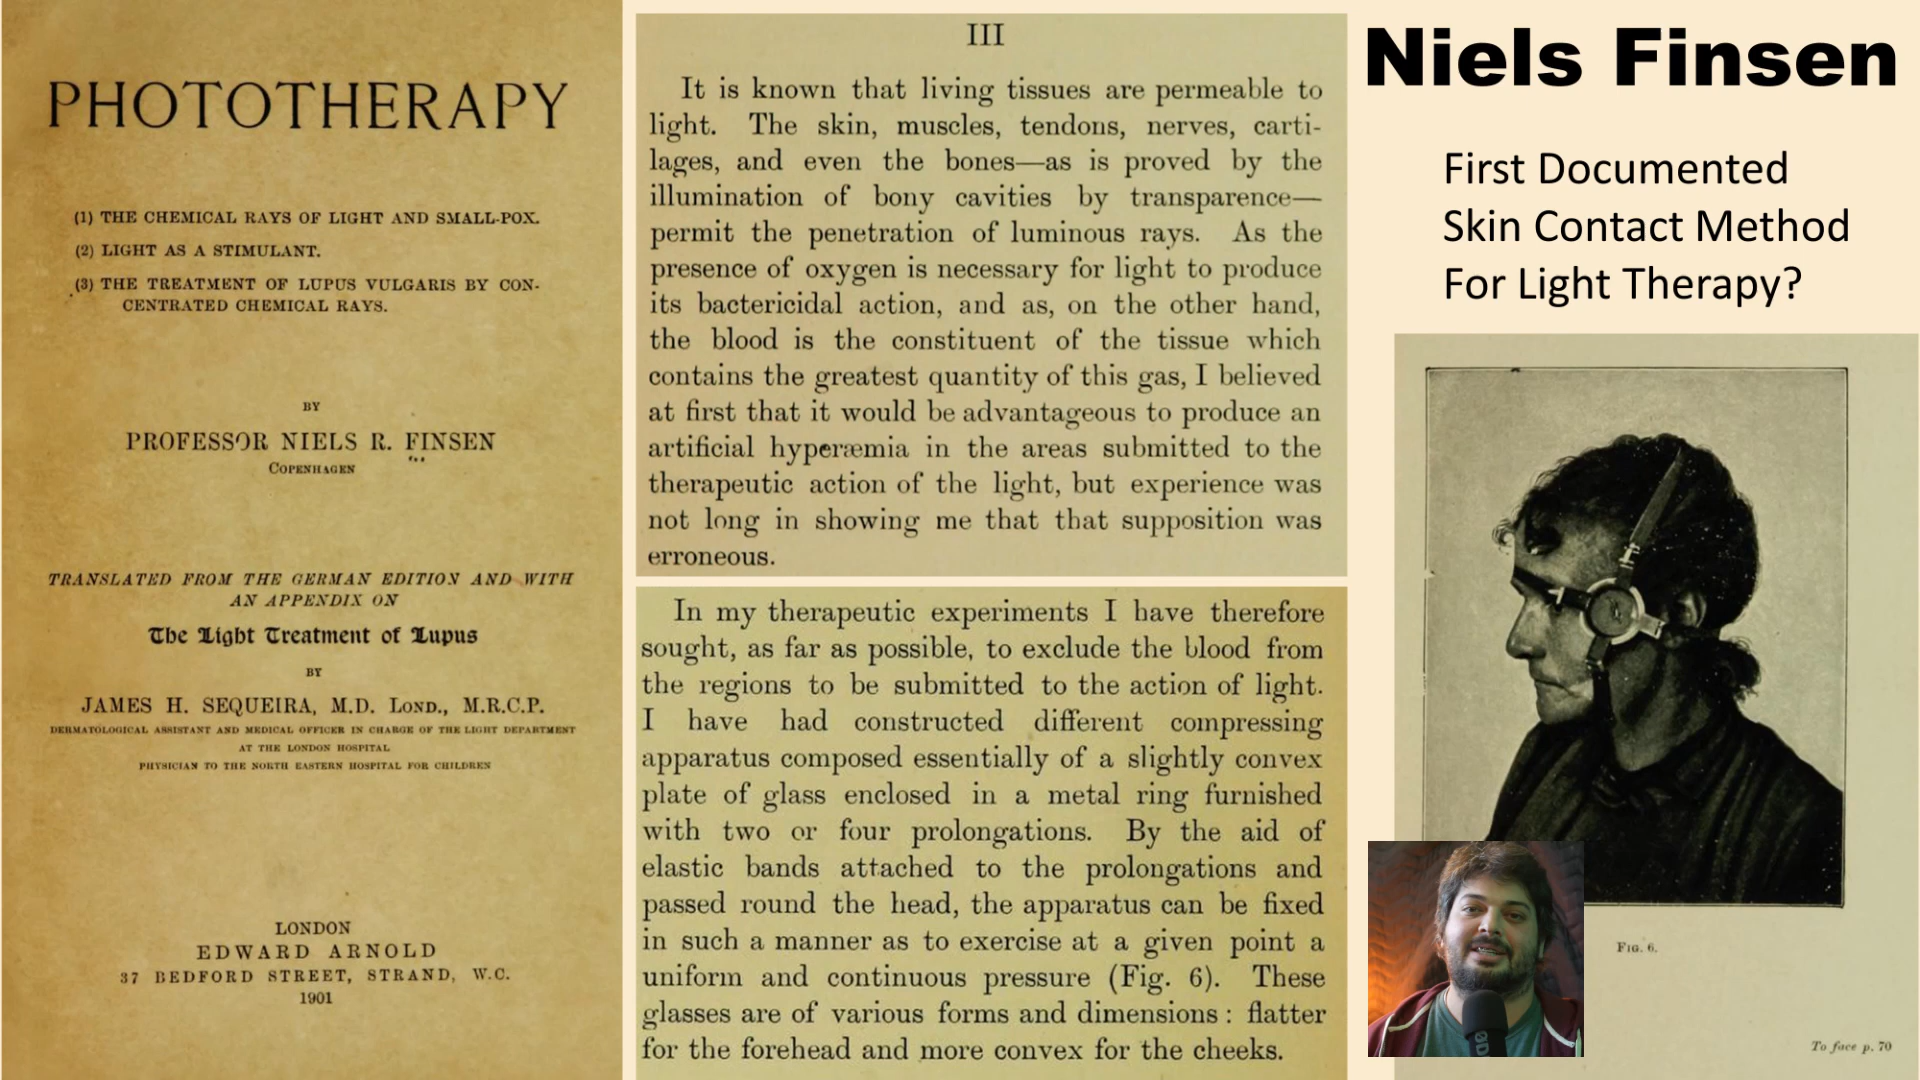 PHOTOTHERAPY
(1) THE CHEMICAL RAYS OF LIGHT AND SMALL-POX.
(2) LIGHT AS A STIMULANT.
(3) THE TREATMENT OF LUPUS VULGARIS BY CON-
CENTRATED CHEMICAL RAYS.
BY
PROFESSOR NIELS R. FINSEN
COPENHAGEN
TRANSLATED FROM THE GERMAN EDITION AND WITH
AN APPENDIX ON
The Light Treatment of Lupus
BY
JAMES H. SEQUEIRA, M.D. LOND., M.R.C.P.
DERMATOLOGICAL ASSISTANT AND MEDICAL OFFICER IN CHARGE OF THE LIGHT DEPARTMENT
AT THE LONDON HOSPITAL
PHYSICIAN TO THE NORTH EASTERN HOSPITAL FOR CHILDREN
LONDON
EDWARD ARNOLD
37 BEDFORD STREET, STRAND, W.C.
1901
III
It is known that living tissues are permeable to
light. The skin, muscles, tendons, nerves, carti-
lages, and even the bones—as is proved by the
illumination of bony cavities by transparence—
permit the penetration of luminous rays. As the
presence of oxygen is necessary for light to produce
its bactericidal action, and as, on the other hand,
the blood is the constituent of the tissue which
contains the greatest quantity of this gas, I believed
at first that it would be advantageous to produce an
artificial hyperæmia in the areas submitted to the
therapeutic action of the light, but experience was
not long in showing me that that supposition was
erroneous.
In my therapeutic experiments I have therefore
sought, as far as possible, to exclude the blood from
the regions to be submitted to the action of light.
I have had constructed different compressing
apparatus composed essentially of a slightly convex
plate of glass enclosed in a metal ring furnished
with two or four prolongations. By the aid of
elastic bands attached to the prolongations and
passed round the head, the apparatus can be fixed
in such a manner as to exercise at a given point a
uniform and continuous pressure (Fig. 6). These
glasses are of various forms and dimensions: flatter
for the forehead and more convex for the cheeks.
Niels Finsen
First Documented
Skin Contact Method
For Light Therapy?
FIG. 6.
To face p. 70